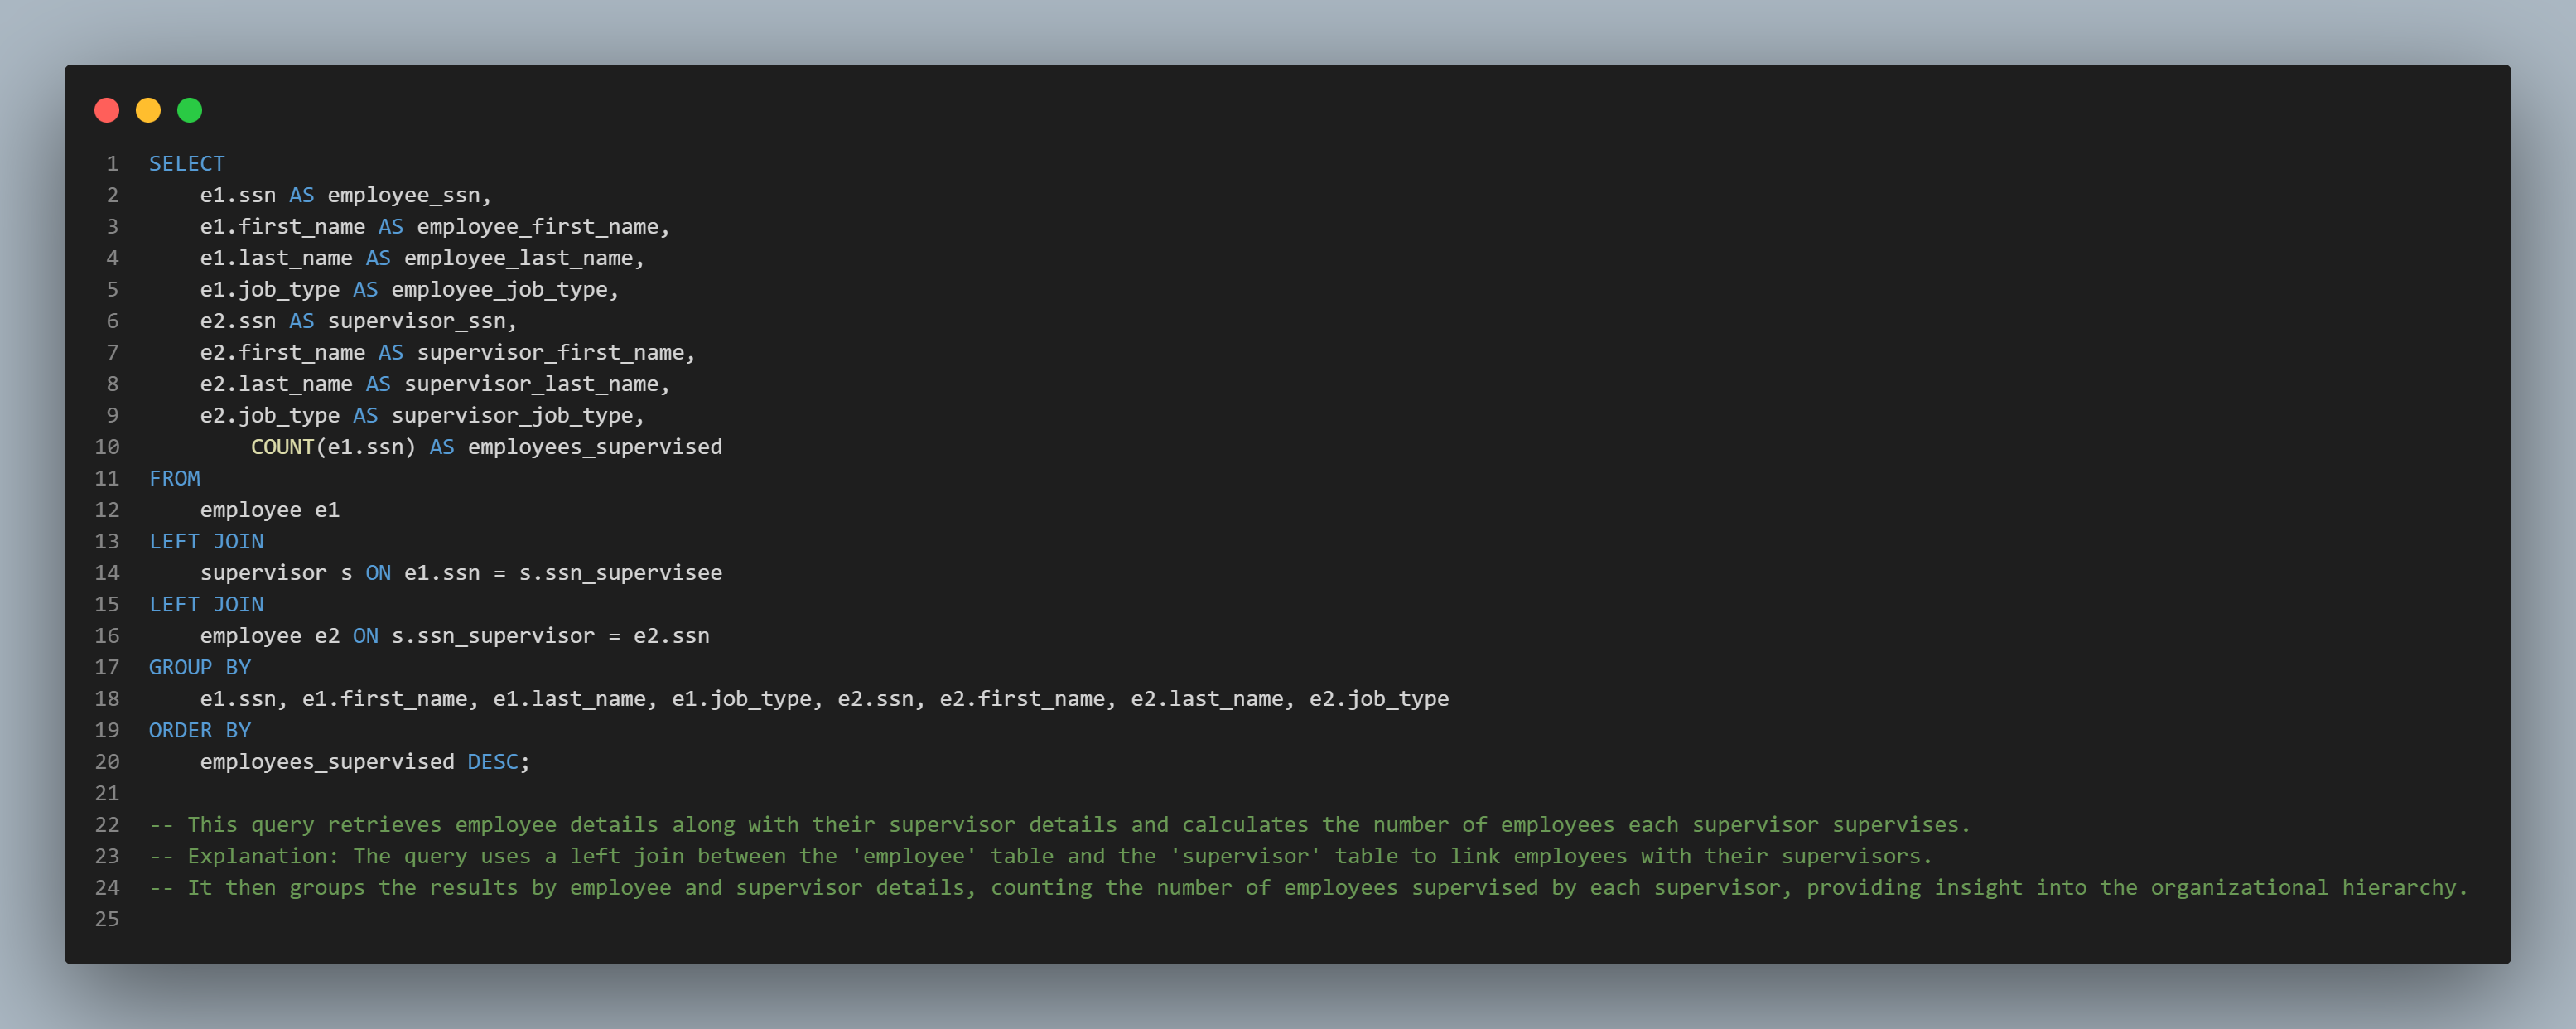 1 SELECT
2     e1.ssn AS employee_ssn,
3     e1.first_name AS employee_first_name,
4     e1.last_name AS employee_last_name,
5     e1.job_type AS employee_job_type,
6     e2.ssn AS supervisor_ssn,
7     e2.first_name AS supervisor_first_name,
8     e2.last_name AS supervisor_last_name,
9     e2.job_type AS supervisor_job_type,
10         COUNT(e1.ssn) AS employees_supervised
11 FROM
12     employee e1
13 LEFT JOIN
14     supervisor s ON e1.ssn = s.ssn_supervisee
15 LEFT JOIN
16     employee e2 ON s.ssn_supervisor = e2.ssn
17 GROUP BY
18     e1.ssn, e1.first_name, e1.last_name, e1.job_type, e2.ssn, e2.first_name, e2.last_name, e2.job_type
19 ORDER BY
20     employees_supervised DESC;
21
22 -- This query retrieves employee details along with their supervisor details and calculates the number of employees each supervisor supervises.
23 -- Explanation: The query uses a left join between the 'employee' table and the 'supervisor' table to link employees with their supervisors.
24 -- It then groups the results by employee and supervisor details, counting the number of employees supervised by each supervisor, providing insight into the organizational hierarchy.
25